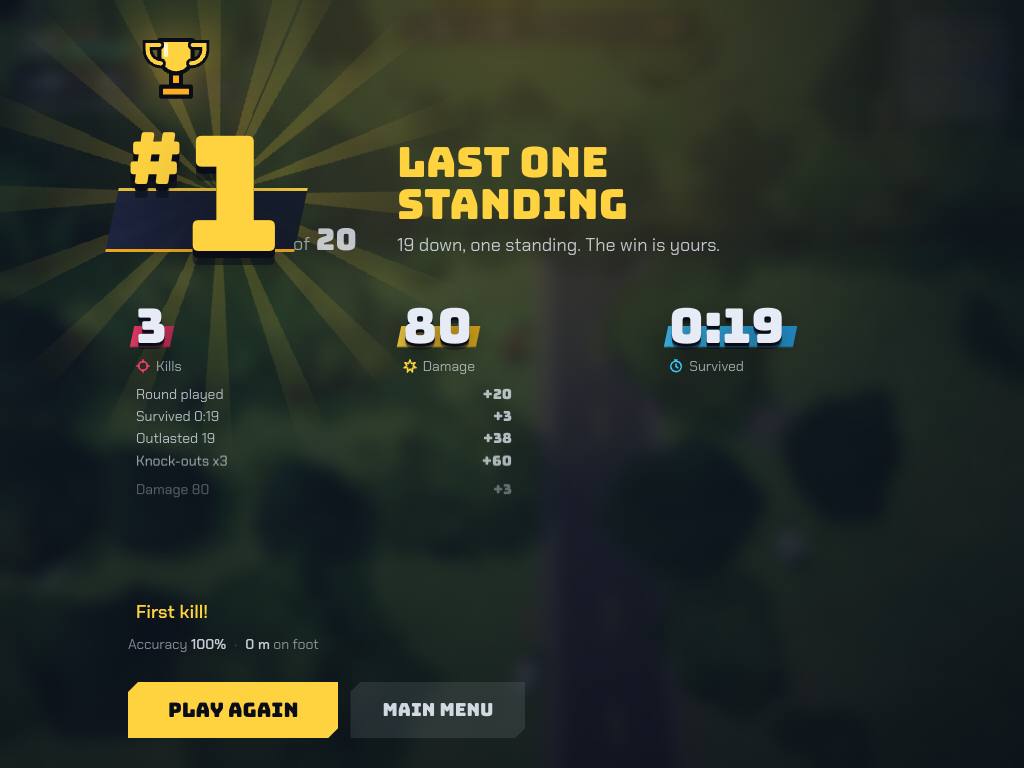 #1
of 20
LAST ONE
STANDING
19 down, one standing. The win is yours.
3
Kills
80
Damage
0:19
Survived
Round played +20
Survived 0:19 +3
Outlasted 19 +38
Knock-outs x3 +60
Damage 80 +3
First kill!
Accuracy 100% · 0 m on foot
PLAY AGAIN
MAIN MENU